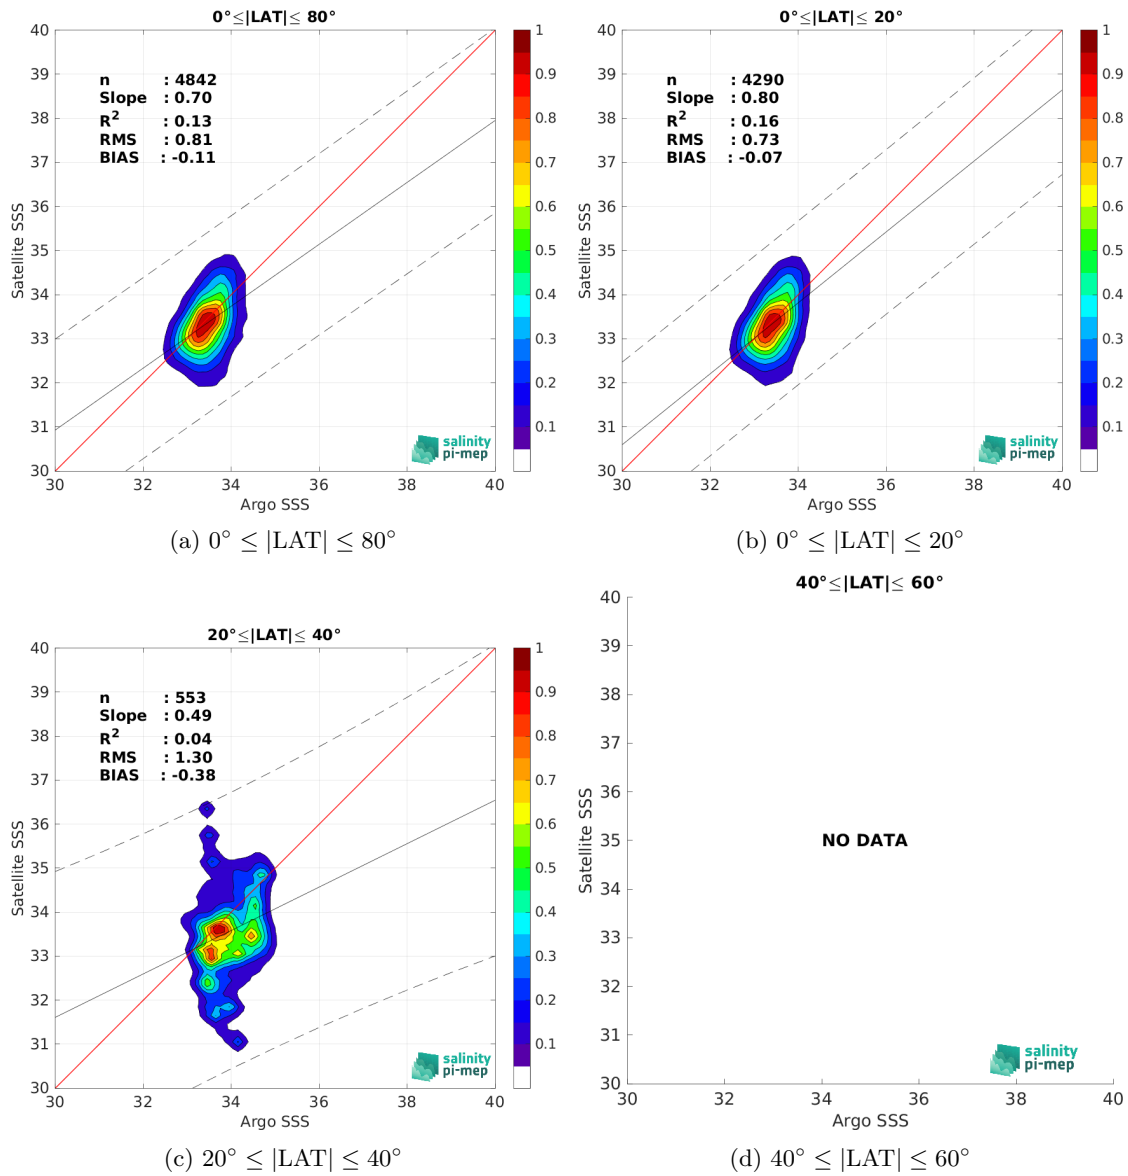 0°≤|LAT|≤ 80°
40
39
38
37
36
35
34
33
32
31
30
Satellite SSS
n : 4842
Slope : 0.70
R2 : 0.13
RMS : 0.81
BIAS : -0.11
salinity
pi-mep
30 32 34 36 38 40
Argo SSS
1
0.9
0.8
0.7
0.6
0.5
0.4
0.3
0.2
0.1
(a) 0° ≤ |LAT| ≤ 80°
0°≤|LAT|≤ 20°
40
39
38
37
36
35
34
33
32
31
30
Satellite SSS
n : 4290
Slope : 0.80
R2 : 0.16
RMS : 0.73
BIAS : -0.07
salinity
pi-mep
30 32 34 36 38 40
Argo SSS
1
0.9
0.8
0.7
0.6
0.5
0.4
0.3
0.2
0.1
(b) 0° ≤ |LAT| ≤ 20°
20°≤|LAT|≤ 40°
40
39
38
37
36
35
34
33
32
31
30
Satellite SSS
n : 553
Slope : 0.49
R2 : 0.04
RMS : 1.30
BIAS : -0.38
salinity
pi-mep
30 32 34 36 38 40
Argo SSS
1
0.9
0.8
0.7
0.6
0.5
0.4
0.3
0.2
0.1
(c) 20° ≤ |LAT| ≤ 40°
40°≤|LAT|≤ 60°
40
39
38
37
36
35
34
33
32
31
30
Satellite SSS
NO DATA
salinity
pi-mep
30 32 34 36 38 40
Argo SSS
(d) 40° ≤ |LAT| ≤ 60°